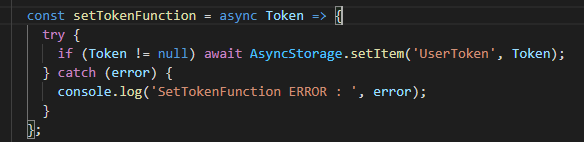 const setTokenFunction = async Token => {
  try {
    if (Token != null) await AsyncStorage.setItem('UserToken', Token);
  } catch (error) {
    console.log('SetTokenFunction ERROR : ', error);
  }
};